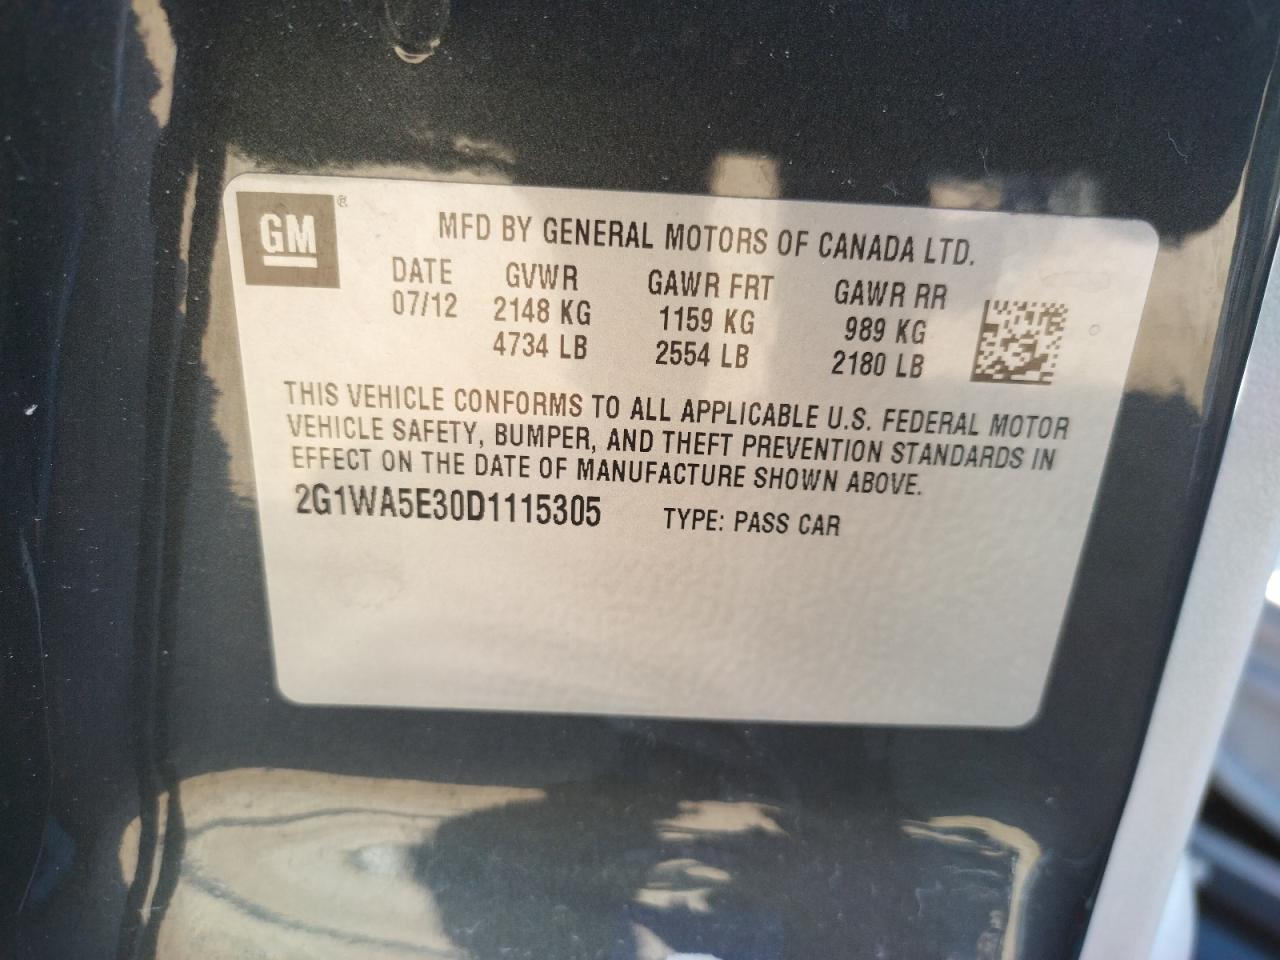 GM ®
MFD BY GENERAL MOTORS OF CANADA LTD.
DATE GVWR GAWR FRT GAWR RR
07/12 2148 KG 1159 KG 989 KG
4734 LB 2554 LB 2180 LB
THIS VEHICLE CONFORMS TO ALL APPLICABLE U.S. FEDERAL MOTOR
VEHICLE SAFETY, BUMPER, AND THEFT PREVENTION STANDARDS IN
EFFECT ON THE DATE OF MANUFACTURE SHOWN ABOVE.
2G1WA5E30D1115305 TYPE: PASS CAR